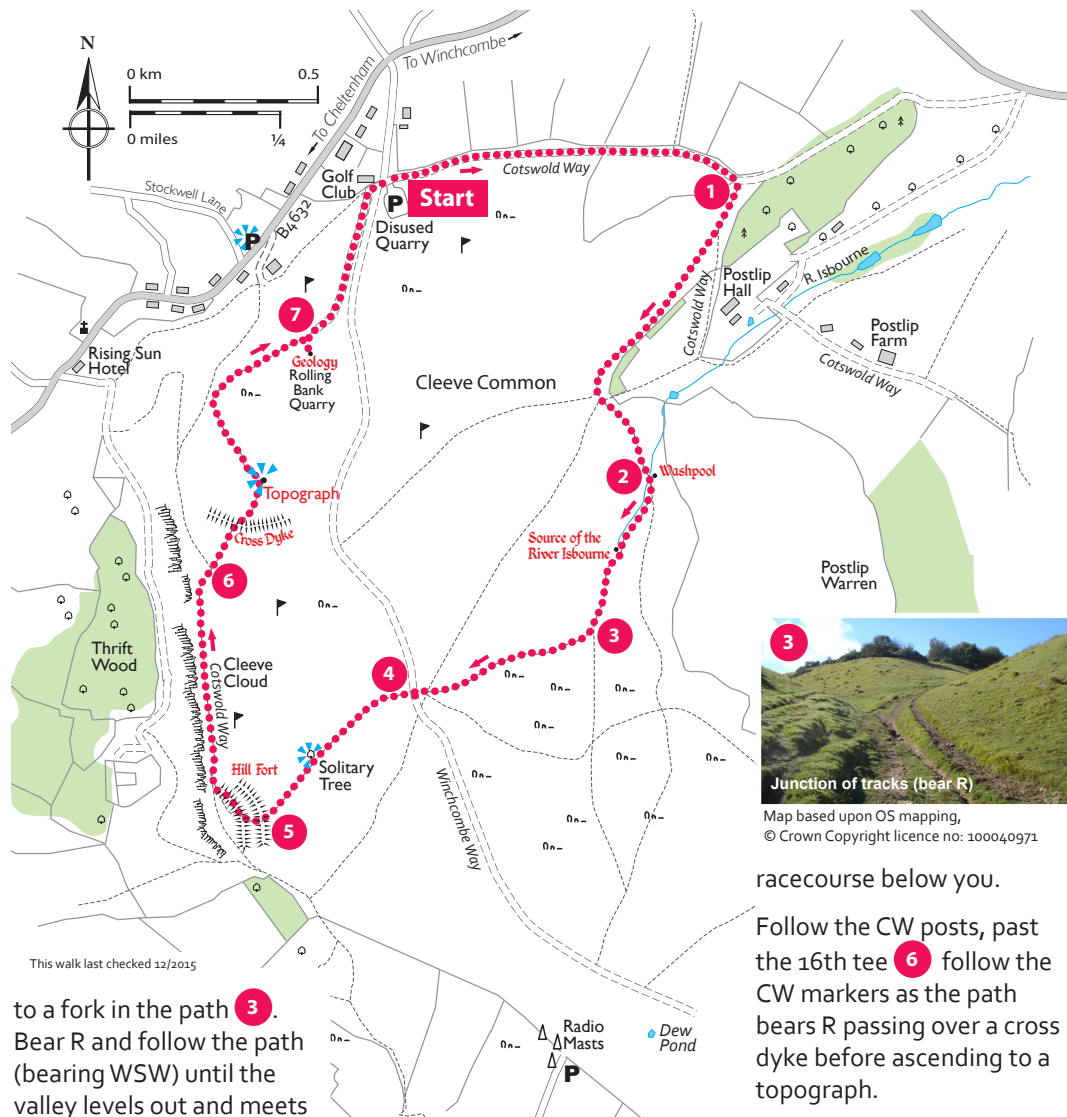 N
0 km 0.5
0 miles ¼
To Winchcombe
To Cheltenham
Stockwell Lane
Golf
Club
P
B4632
P
Start
Disused
Quarry
Cotswold Way
1
Cotswold Way
Postlip
Hall
R. Isbourne
Postlip
Farm
Cotswold Way
7
Rising Sun
Hotel
Geology
Rolling
Bank
Quarry
Cleeve Common
2
Washpool
Topograph
Cross Dyke
Source of the
River Isbourne
6
Postlip
Warren
3
Thrift
Wood
Cleeve
Cloud
Cotswold Way
4
Hill Fort
Solitary
Tree
5
Winchcombe Way
3
Junction of tracks (bear R)
Map based upon OS mapping,
© Crown Copyright licence no: 100040971
This walk last checked 12/2015
Radio
Masts
P
Dew
Pond
to a fork in the path 3.
Bear R and follow the path
(bearing WSW) until the
valley levels out and meets
racecourse below you.
Follow the CW posts, past
the 16th tee 6 follow the
CW markers as the path
bears R passing over a cross
dyke before ascending to a
topograph.